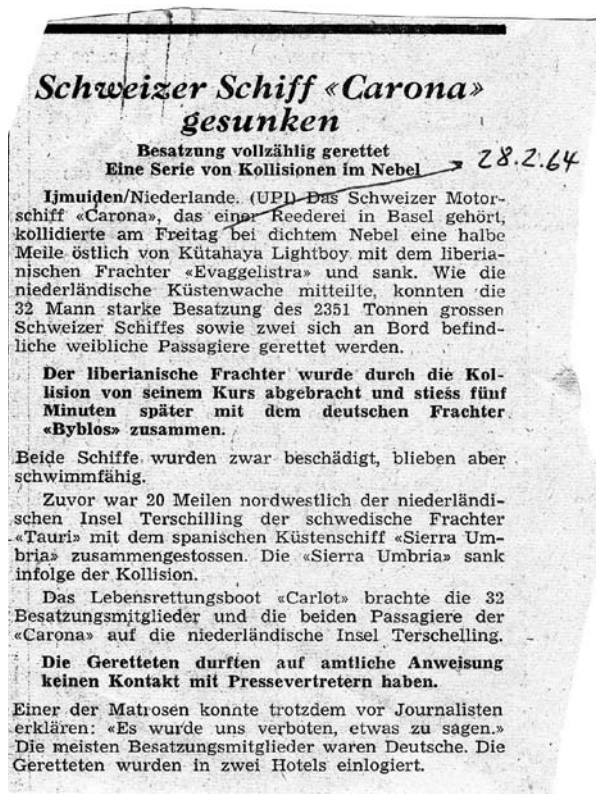 Schweizer Schiff «Carona»
gesunken
Besatzung vollzählig gerettet
Eine Serie von Kollisionen im Nebel
28.2.64
Ijmuiden/Niederlande. (UPI) Das Schweizer Motor-
schiff «Carona», das einer Reederei in Basel gehört,
kollidierte am Freitag bei dichtem Nebel eine halbe
Meile östlich von Kütahaya Lightboy mit dem liberia-
nischen Frachter «Evaggelistra» und sank. Wie die
niederländische Küstenwache mitteilte, konnten die
32 Mann starke Besatzung des 2351 Tonnen grossen
Schweizer Schiffes sowie zwei sich an Bord befind-
liche weibliche Passagiere gerettet werden.
Der liberianische Frachter wurde durch die Kol-
lision von seinem Kurs abgebracht und stiess fünf
Minuten später mit dem deutschen Frachter
«Byblos» zusammen.
Beide Schiffe wurden zwar beschädigt, blieben aber
schwimmfähig.
Zuvor war 20 Meilen nordwestlich der niederländi-
schen Insel Terschilling der schwedische Frachter
«Tauri» mit dem spanischen Küstenschiff «Sierra Um-
bria» zusammengestossen. Die «Sierra Umbria» sank
infolge der Kollision.
Das Lebensrettungsboot «Carlot» brachte die 32
Besatzungsmitglieder und die beiden Passagiere der
«Carona» auf die niederländische Insel Terschelling.
Die Geretteten durften auf amtliche Anweisung
keinen Kontakt mit Pressevertretern haben.
Einer der Matrosen konnte trotzdem vor Journalisten
erklären: «Es wurde uns verboten, etwas zu sagen.»
Die meisten Besatzungsmitglieder waren Deutsche. Die
Geretteten wurden in zwei Hotels einlogiert.